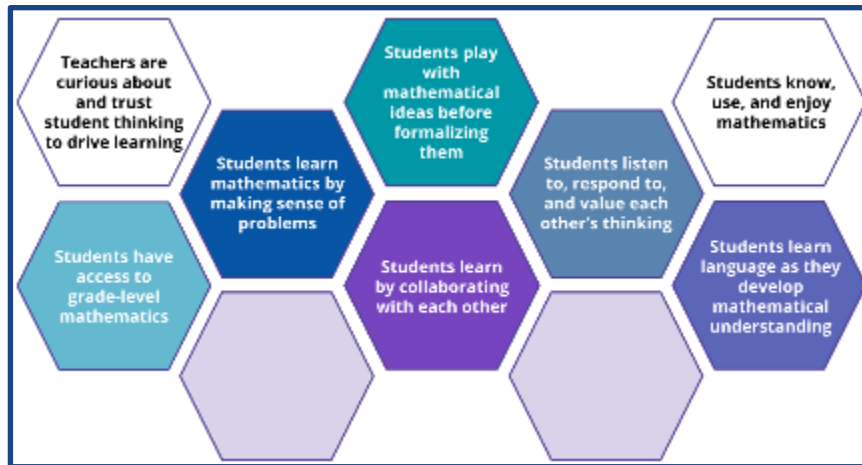 Teachers are
curious about
and trust
student thinking
to drive learning
Students learn
mathematics by
making sense of
problems
Students play
with
mathematical
ideas before
formalizing
them
Students listen
to, respond to,
and value each
other's thinking
Students know,
use, and enjoy
mathematics
Students have
access to
grade-level
mathematics
Students learn
by collaborating
with each other
Students learn
language as they
develop
mathematical
understanding